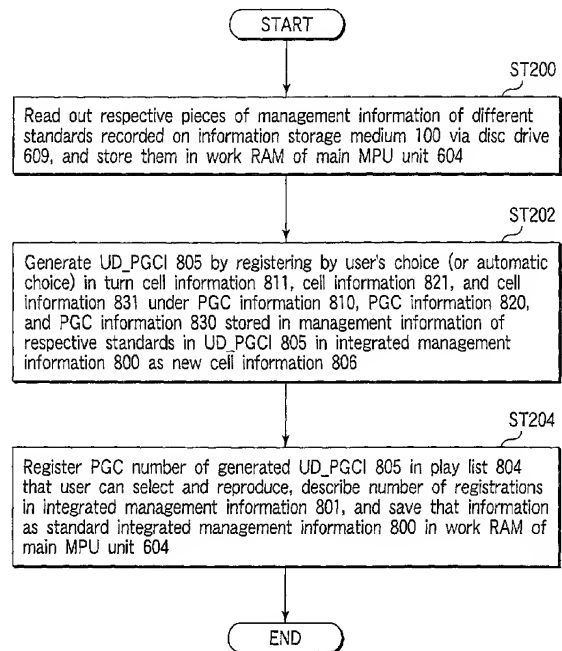 START
ST200
Read out respective pieces of management information of different
standards recorded on information storage medium 100 via disc drive
609, and store them in work RAM of main MPU unit 604
ST202
Generate UD_PGCI 805 by registering by user's choice (or automatic
choice) in turn cell information 811, cell information 821, and cell
information 831 under PGC information 810, PGC information 820,
and PGC information 830 stored in management information of
respective standards in UD_PGCI 805 in integrated management
information 800 as new cell information 806
ST204
Register PGC number of generated UD_PGCI 805 in play list 804
that user can select and reproduce, describe number of registrations
in integrated management information 801, and save that information
as standard integrated management information 800 in work RAM of
main MPU unit 604
END